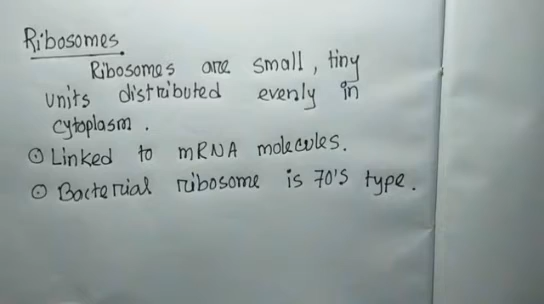 Ribosomes
Ribosomes are small, tiny
units distributed evenly in
cytoplasm.
⊙ Linked to mRNA molecules.
⊙ Bacterial ribosome is 70'S type.